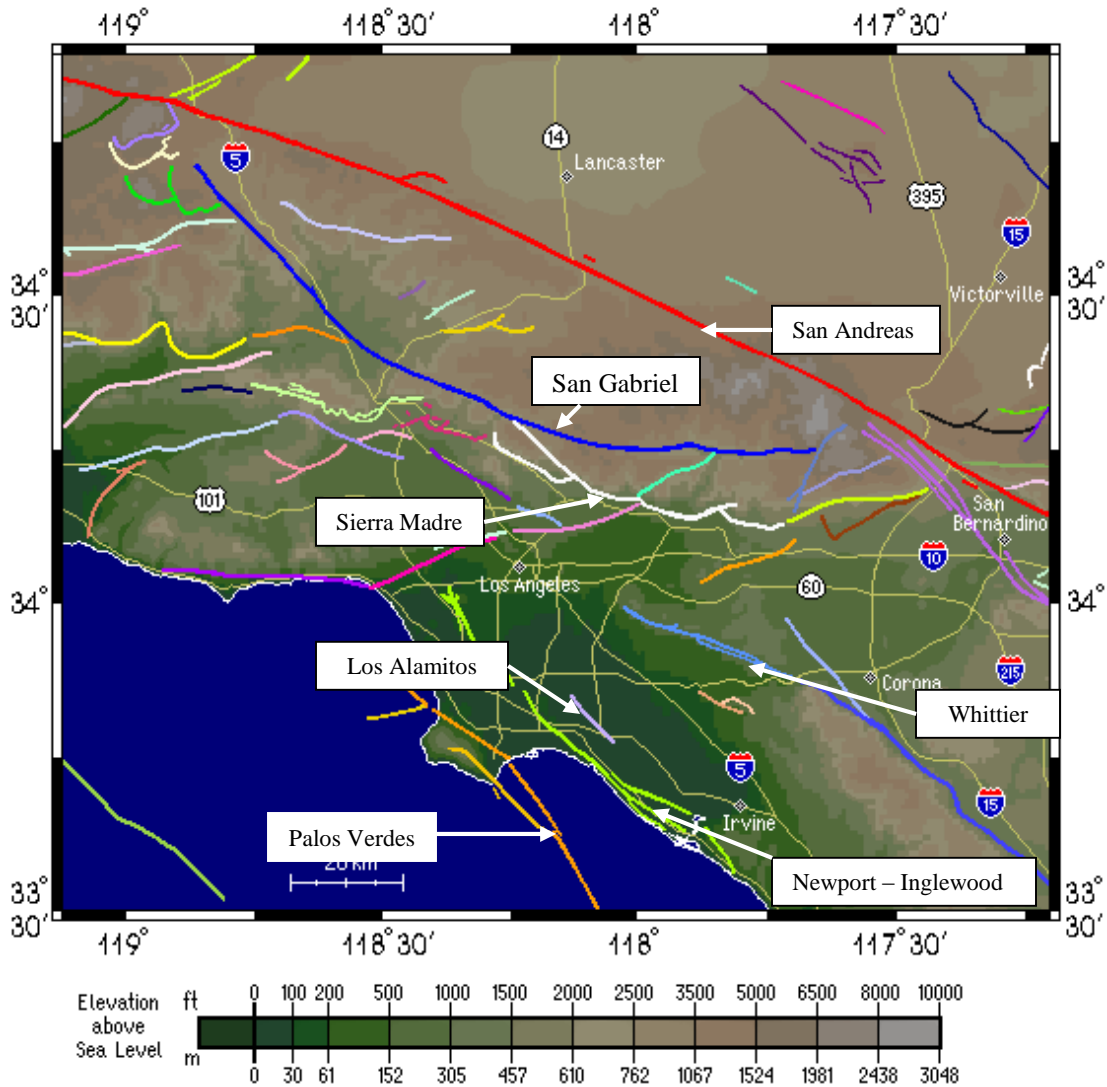 119° 118°30' 118° 117°30'
5
14
Lancaster
395
15
34°
30'
34°
30'
Victorville
San Andreas
San Gabriel
101
Sierra Madre
San
Bernardino
10
Los Angeles
60
34°
34°
Los Alamitos
215
Corona
Whittier
5
15
Irvine
Palos Verdes
20 km
Newport – Inglewood
33°
30'
33°
30'
119° 118°30' 118° 117°30'
Elevation
above
Sea Level
ft 0 100 200 500 1000 1500 2000 2500 3500 5000 6500 8000 10000
m 0 30 61 152 305 457 610 762 1067 1524 1981 2438 3048